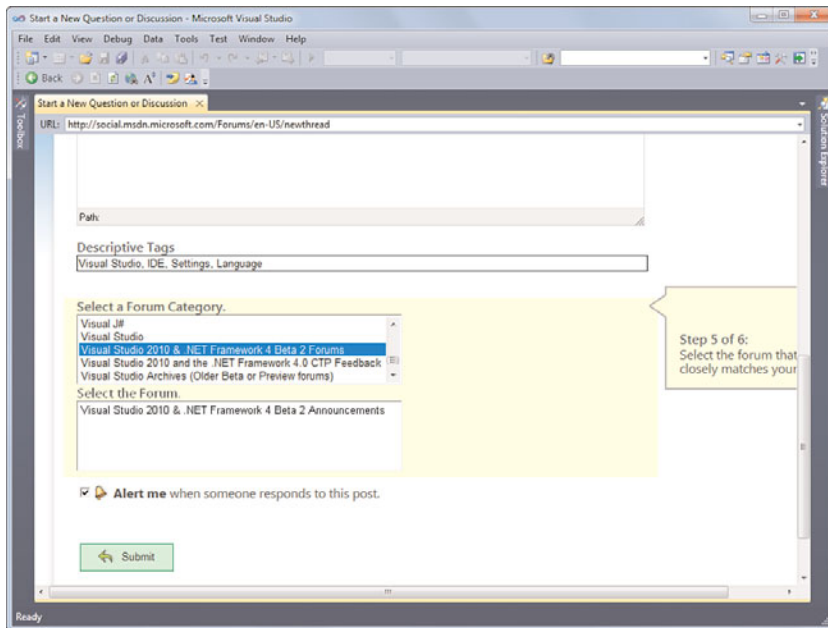 Start a New Question or Discussion - Microsoft Visual Studio
File Edit View Debug Data Tools Test Window Help
Back
Start a New Question or Discussion
Toolbox
URL: http://social.msdn.microsoft.com/Forums/en-US/newthread
Solution Explorer
Path:
Descriptive Tags
Visual Studio, IDE, Settings, Language
Select a Forum Category.
Visual J#
Visual Studio
Visual Studio 2010 & .NET Framework 4 Beta 2 Forums
Visual Studio 2010 and the .NET Framework 4.0 CTP Feedback
Visual Studio Archives (Older Beta or Preview forums)
Step 5 of 6:
Select the forum that
closely matches your
Select the Forum.
Visual Studio 2010 & .NET Framework 4 Beta 2 Announcements
Alert me when someone responds to this post.
Submit
Ready